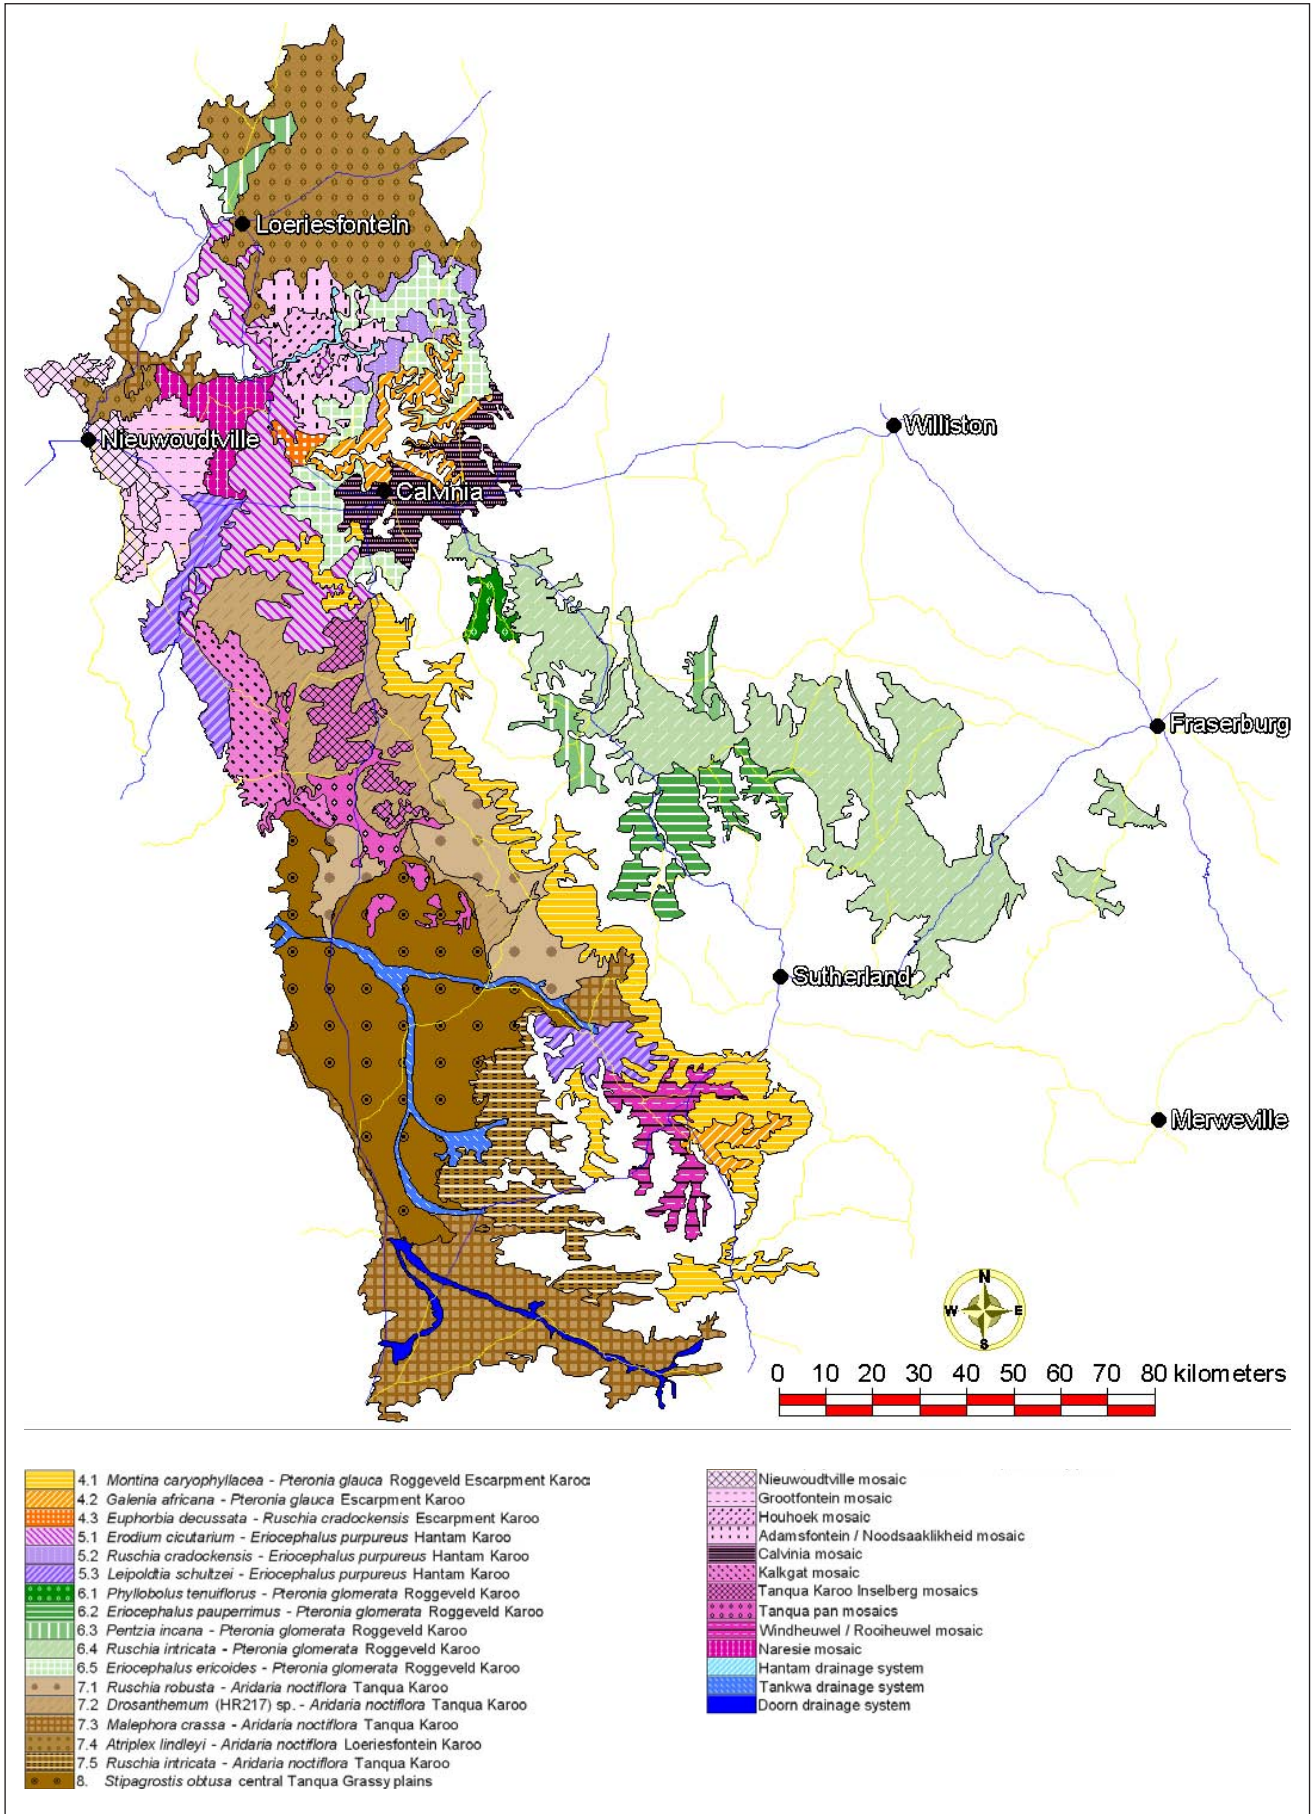 Loeriesfontein
Nieuwoudtville
Williston
Calvinia
Fraserburg
Sutherland
Merweville
N
W E
S
0 10 20 30 40 50 60 70 80 kilometers
4.1 Montina caryophyllacea - Pteronia glauca Roggeveld Escarpment Karoo
4.2 Galenia africana - Pteronia glauca Escarpment Karoo
4.3 Euphorbia decussata - Ruschia cradockensis Escarpment Karoo
5.1 Erodium cicutarium - Eriocephalus purpureus Hantam Karoo
5.2 Ruschia cradockensis - Eriocephalus purpureus Hantam Karoo
5.3 Leipoldtia schultzei - Eriocephalus purpureus Hantam Karoo
6.1 Phyllobolus tenuiflorus - Pteronia glomerata Roggeveld Karoo
6.2 Eriocephalus pauperrimus - Pteronia glomerata Roggeveld Karoo
6.3 Pentzia incana - Pteronia glomerata Roggeveld Karoo
6.4 Ruschia intricata - Pteronia glomerata Roggeveld Karoo
6.5 Eriocephalus ericoides - Pteronia glomerata Roggeveld Karoo
7.1 Ruschia robusta - Aridaria noctiflora Tanqua Karoo
7.2 Drosanthemum (HR217) sp. - Aridaria noctiflora Tanqua Karoo
7.3 Malephora crassa - Aridaria noctiflora Tanqua Karoo
7.4 Atriplex lindleyi - Aridaria noctiflora Loeriesfontein Karoo
7.5 Ruschia intricata - Aridaria noctiflora Tanqua Karoo
8. Stipagrostis obtusa central Tanqua Grassy plains
Nieuwoudtville mosaic
Grootfontein mosaic
Houhoek mosaic
Adamsfontein / Noodsaaklikheid mosaic
Calvinia mosaic
Kalkgat mosaic
Tanqua Karoo Inselberg mosaics
Tanqua pan mosaics
Windheuwel / Rooiheuwel mosaic
Naresie mosaic
Hantam drainage system
Tankwa drainage system
Doorn drainage system